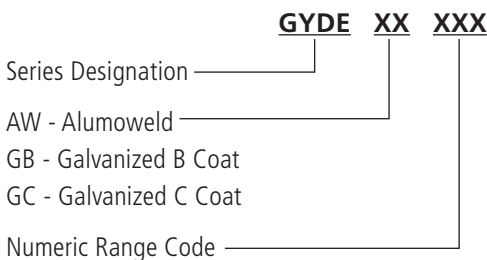 GYDE XX XXX
Series Designation
AW - Alumoweld
GB - Galvanized B Coat
GC - Galvanized C Coat
Numeric Range Code